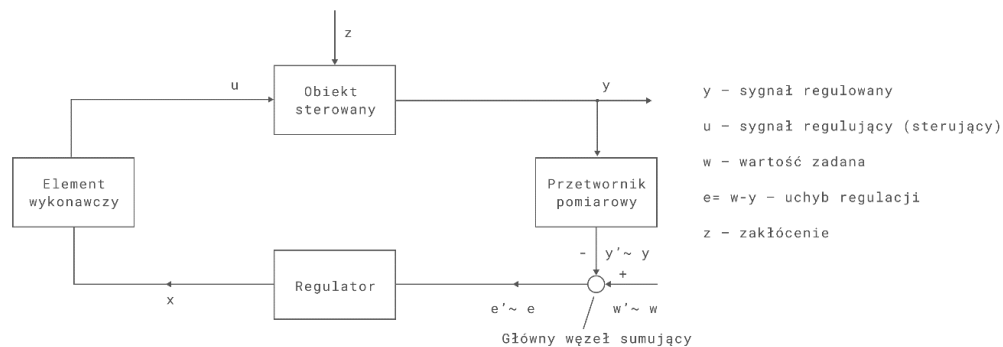 z
u
Obiekt
sterowany
y
Element
wykonawczy
Przetwornik
pomiarowy
- y'~ y
+
Regulator
x
e'~ e
w'~ w
Główny węzeł sumujący
y – sygnał regulowany
u – sygnał regulujący (sterujący)
w – wartość zadana
e= w-y – uchyb regulacji
z – zakłócenie